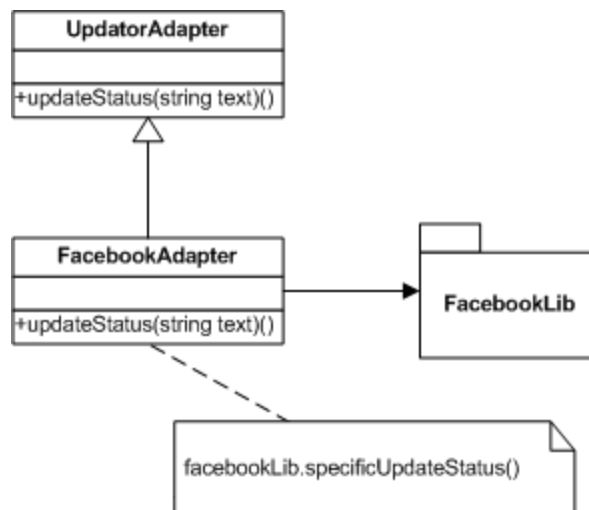 UpdatorAdapter
+updateStatus(string text)()
FacebookAdapter
+updateStatus(string text)()
FacebookLib
facebookLib.specificUpdateStatus()